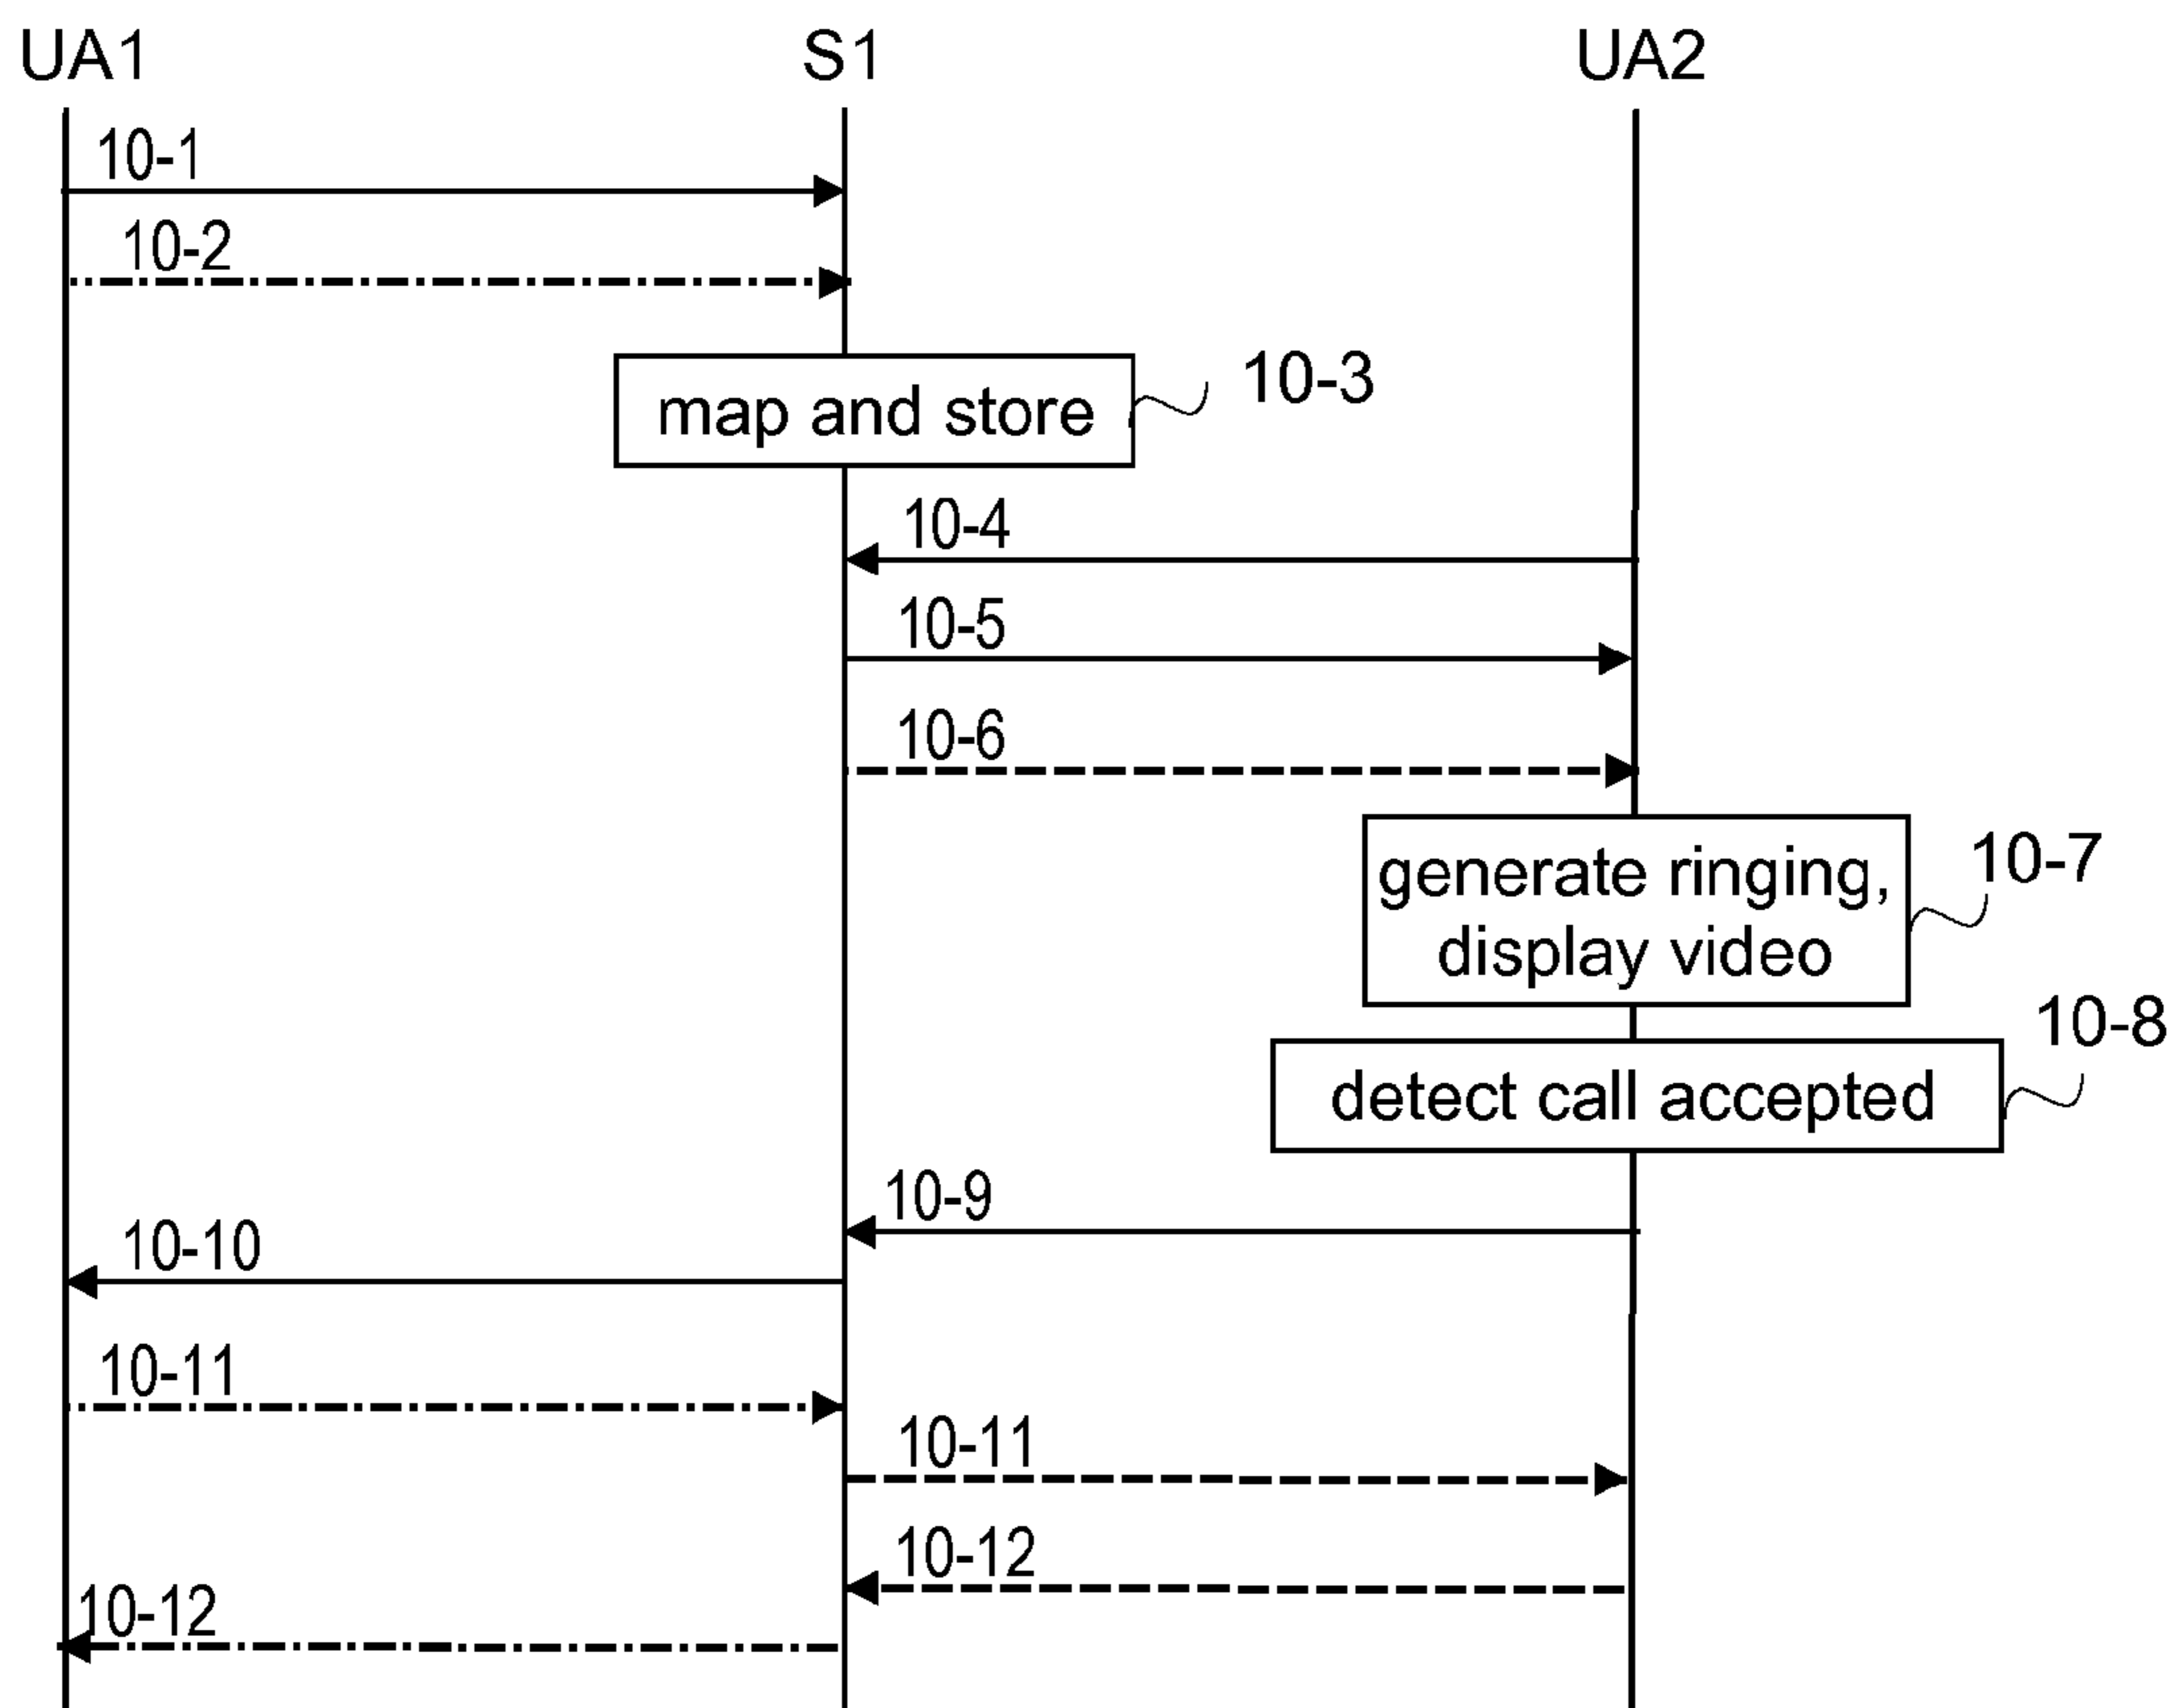 UA1 S1 UA2
10-1
10-2
map and store 10-3
10-4
10-5
10-6
generate ringing,
display video
10-7
detect call accepted
10-8
10-9
10-10
10-11
10-11
10-12
10-12